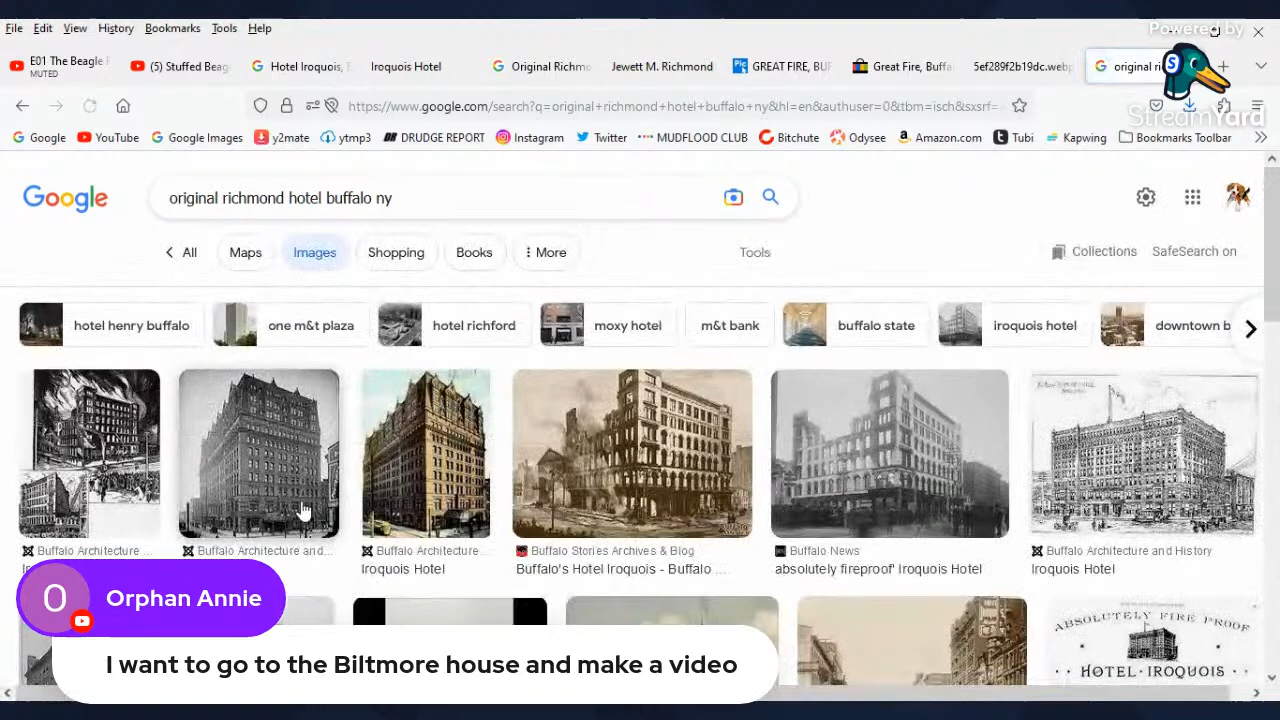 Powered by
StreamYard
File Edit View History Bookmarks Tools Help
E01 The Beagle
MUTED
(5) Stuffed Beag
Hotel Iroquois, E
Iroquois Hotel
Original Richmo
Jewett M. Richmond
GREAT FIRE, BUF
Great Fire, Buffa
5ef289f2b19dc.webp
original ri
https://www.google.com/search?q=original+richmond+hotel+buffalo+ny&hl=en&authuser=0&tbm=isch&sxsrf=
Google YouTube Google Images y2mate ytmp3 DRUDGE REPORT Instagram Twitter MUDFLOOD CLUB Bitchute Odysee Amazon.com Tubi Kapwing Bookmarks Toolbar
Google
original richmond hotel buffalo ny
All Maps Images Shopping Books More Tools Collections SafeSearch on
hotel henry buffalo one m&t plaza hotel richford moxy hotel m&t bank buffalo state iroquois hotel downtown b
Buffalo Architecture ...
Buffalo Architecture and...
Buffalo Architecture...
Iroquois Hotel
Buffalo Stories Archives & Blog
Buffalo's Hotel Iroquois - Buffalo ...
Buffalo News
absolutely fireproof' Iroquois Hotel
Buffalo Architecture and History
Iroquois Hotel
ABSOLUTELY FIRE PROOF
HOTEL·IROQUOIS
O
Orphan Annie
I want to go to the Biltmore house and make a video